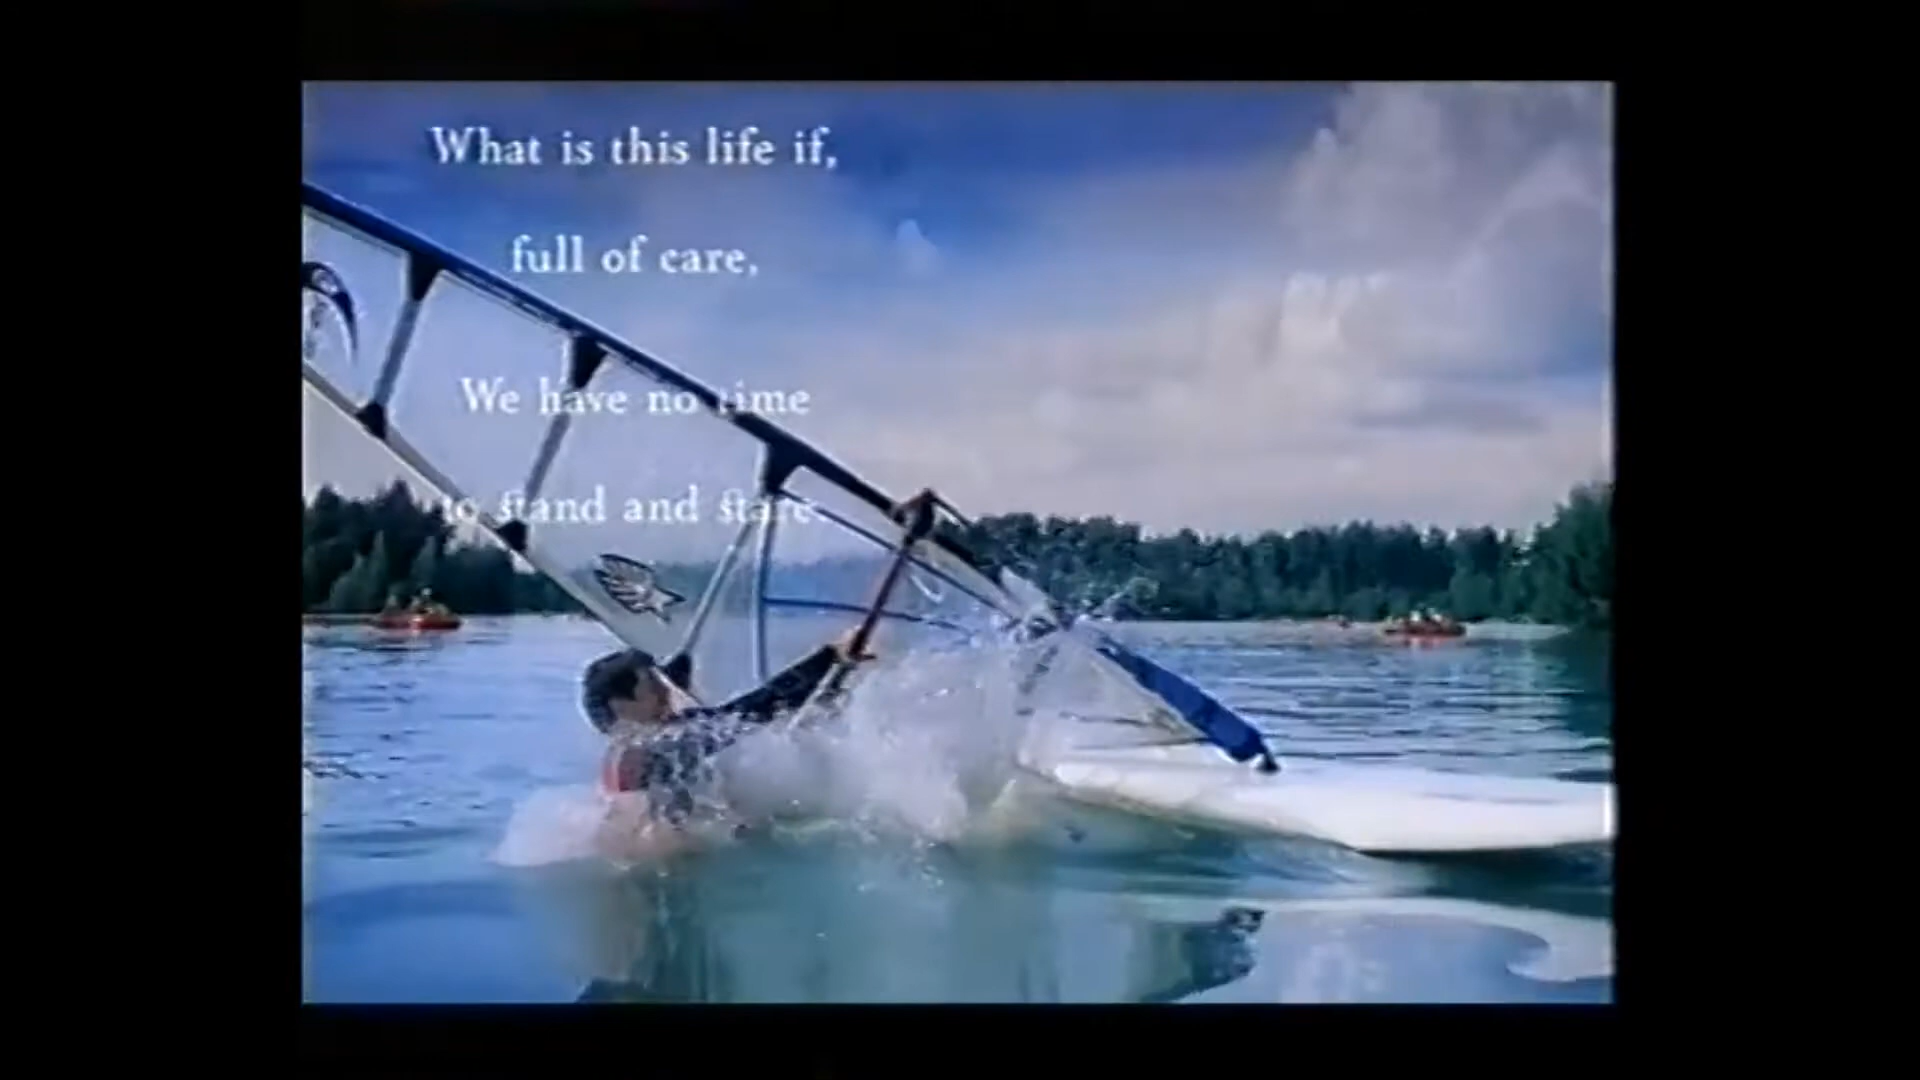 What is this life if,
full of care,
We have no time
to stand and stare.